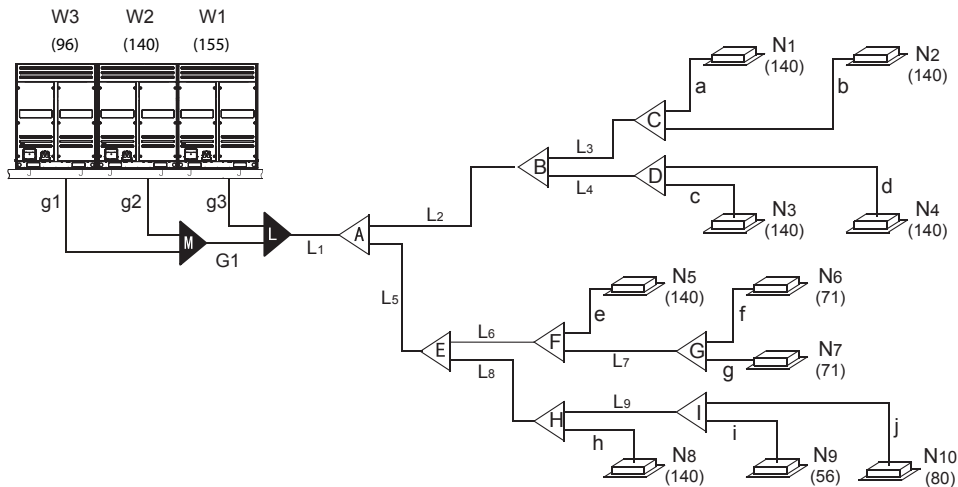 W3 W2 W1
(96) (140) (155)
g1 g2 g3
M
G1
L
L1
A
L2
B
L3
L4
C
a
N1
(140)
b
N2
(140)
D
c
N3
(140)
d
N4
(140)
L5
E
L6
L8
F
e
N5
(140)
L7
G
f
N6
(71)
g
N7
(71)
H
L9
h
N8
(140)
I
i
N9
(56)
j
N10
(80)